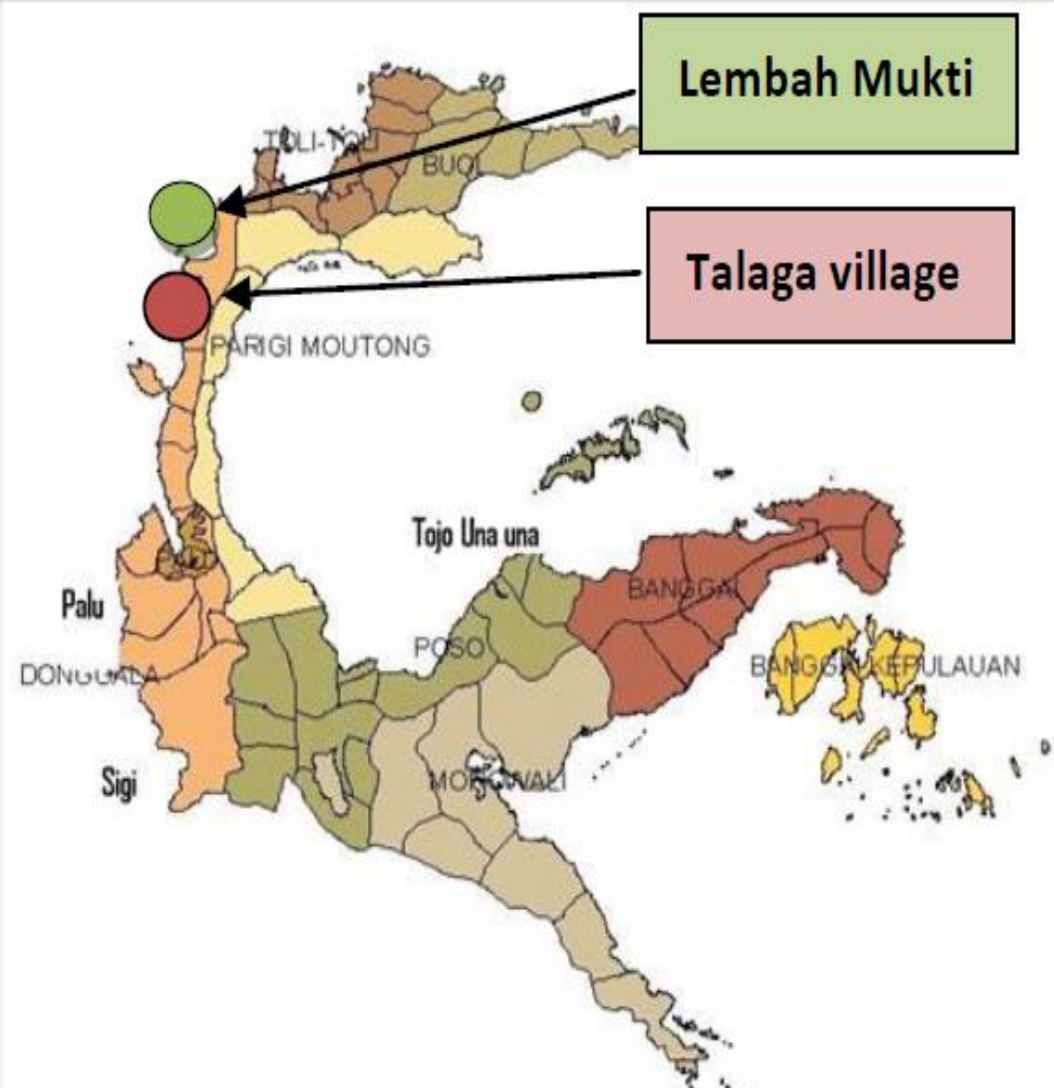 Lembah Mukti
TOLI-TOLI
BUOL
Talaga village
PARIGI MOUTONG
Tojo Una una
BANGGAI
Palu
POSO
DONGGALA
BANGGAI KEPULAUAN
Sigi
MOROWALI